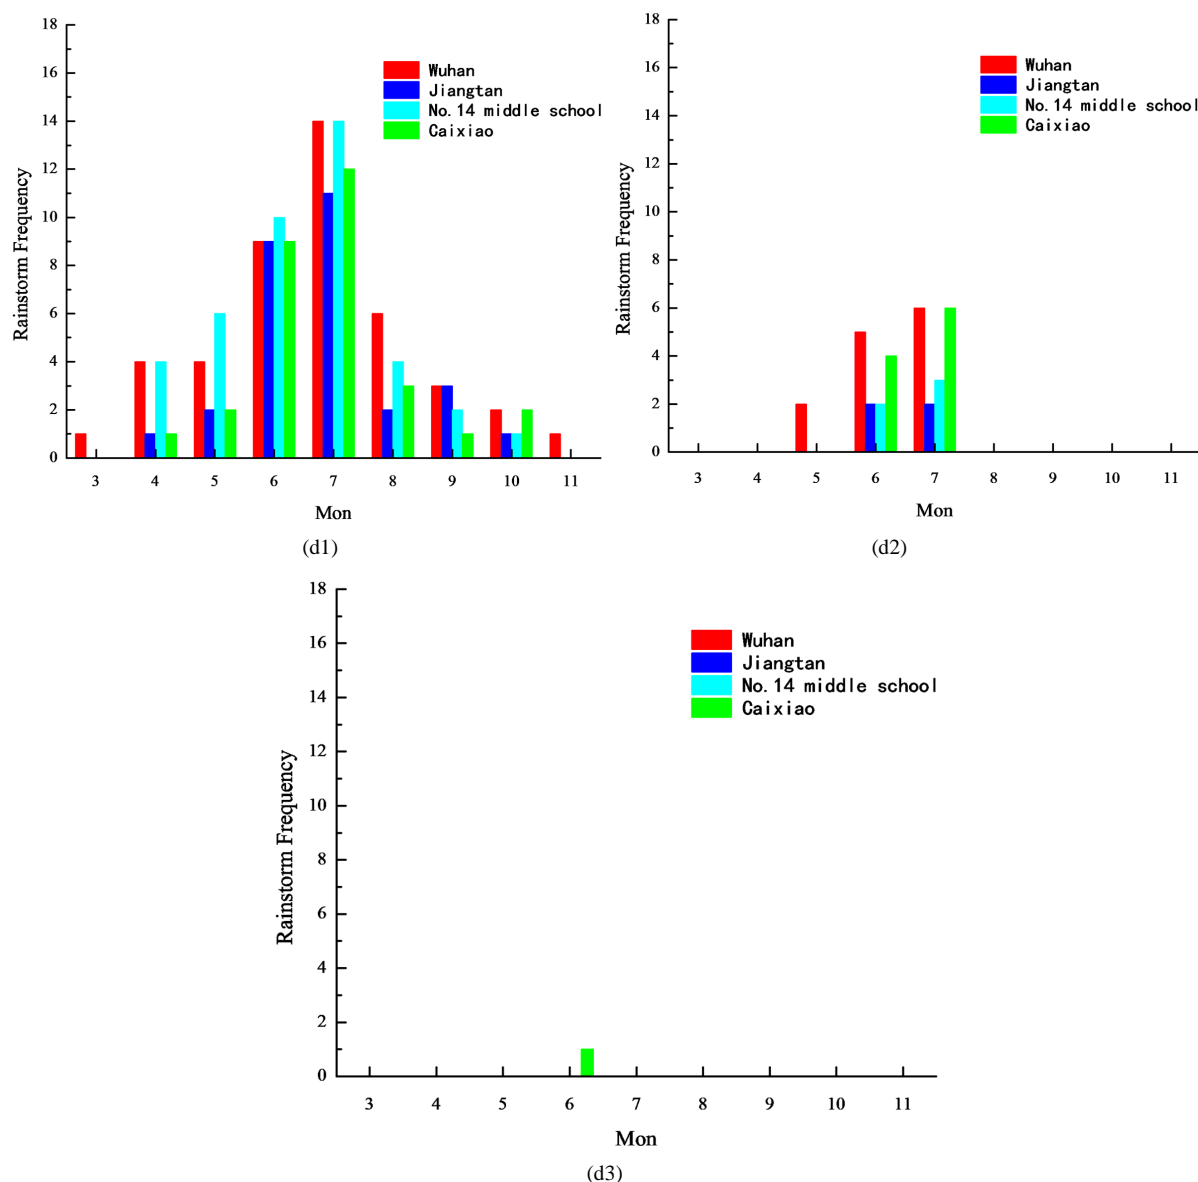 18
16
14
12
10
8
6
4
2
0
Rainstorm Frequency
Wuhan
Jiangtan
No.14 middle school
Caixiao
3 4 5 6 7 8 9 10 11
Mon
(d1)
18
16
14
12
10
8
6
4
2
0
Rainstorm Frequency
Wuhan
Jiangtan
No.14 middle school
Caixiao
3 4 5 6 7 8 9 10 11
Mon
(d2)
18
16
14
12
10
8
6
4
2
0
Rainstorm Frequency
Wuhan
Jiangtan
No.14 middle school
Caixiao
3 4 5 6 7 8 9 10 11
Mon
(d3)